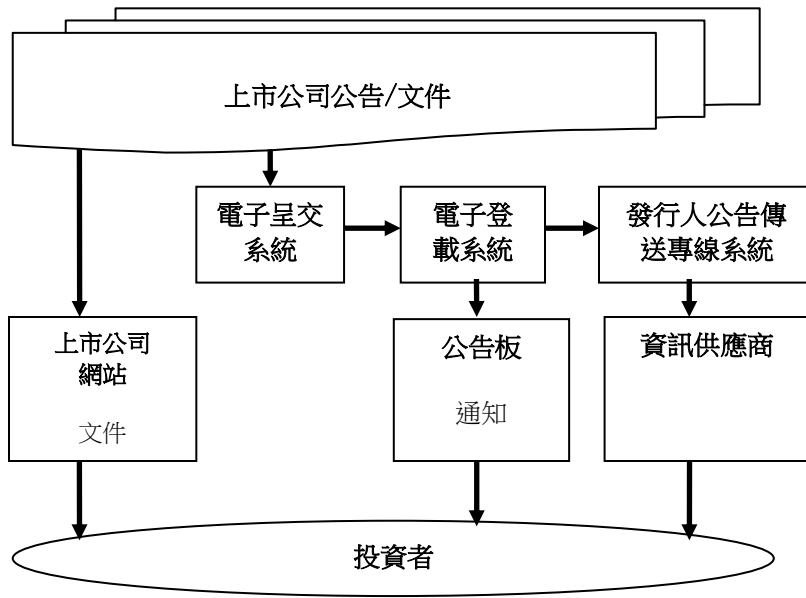 上市公司公告/文件
電子呈交
系統
電子登
載系統
發行人公告傳
送專線系統
上市公司
網站
文件
公告板
通知
資訊供應商
投資者